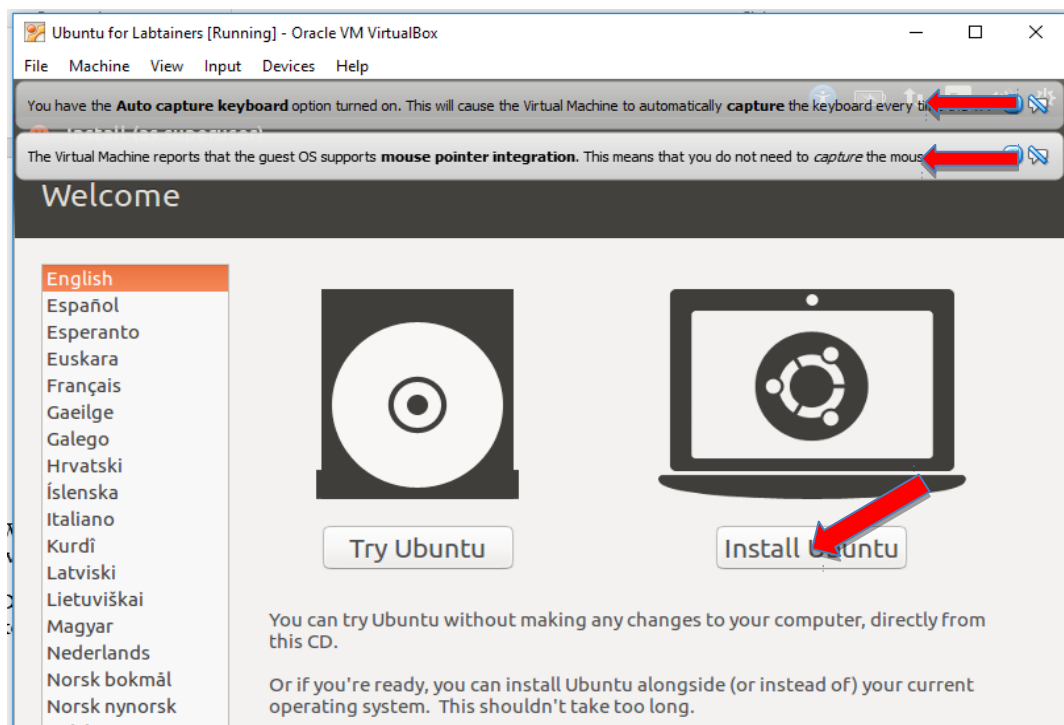 Ubuntu for Labtainers [Running] - Oracle VM VirtualBox
File Machine View Input Devices Help
You have the Auto capture keyboard option turned on. This will cause the Virtual Machine to automatically capture the keyboard every
Install (as superuser)
The Virtual Machine reports that the guest OS supports mouse pointer integration. This means that you do not need to capture the
Welcome
English
Español
Esperanto
Euskara
Français
Gaeilge
Galego
Hrvatski
Íslenska
Italiano
Kurdî
Latviski
Lietuviškai
Magyar
Nederlands
Norsk bokmål
Norsk nynorsk
Try Ubuntu
Install Ubuntu
You can try Ubuntu without making any changes to your computer, directly from
this CD.
Or if you're ready, you can install Ubuntu alongside (or instead of) your current
operating system. This shouldn't take too long.